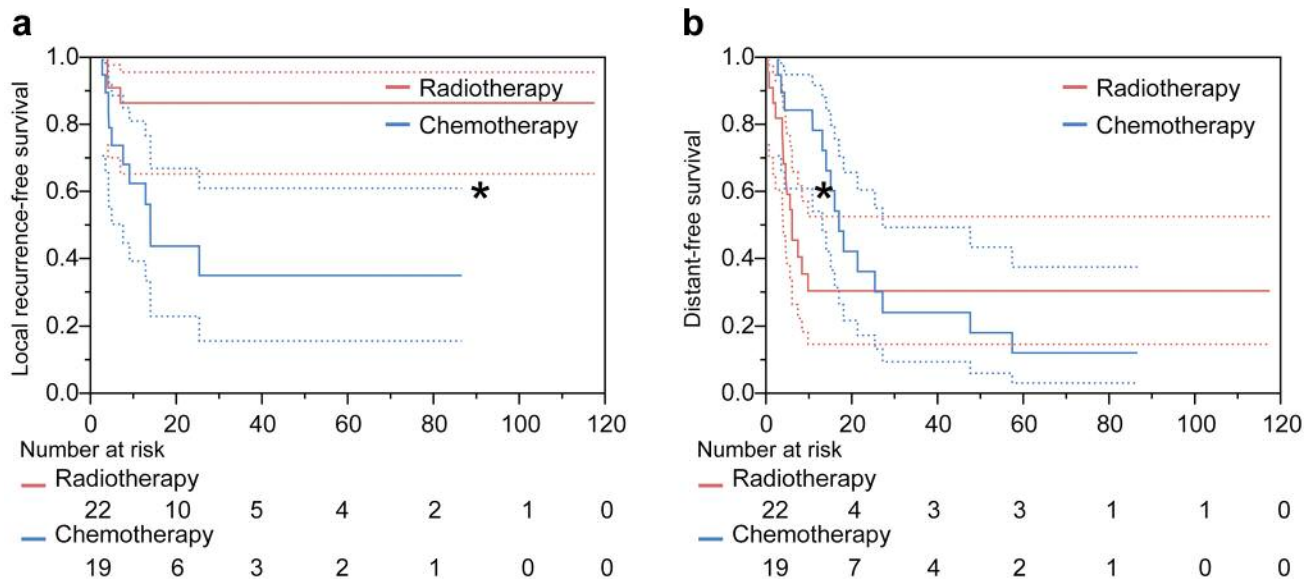 a
Local recurrence-free survival
1.0
0.8
0.6
0.4
0.2
0.0
Radiotherapy
Chemotherapy
*
0 20 40 60 80 100 120
Number at risk
Radiotherapy
22 10 5 4 2 1 0
Chemotherapy
19 6 3 2 1 0 0
b
Distant-free survival
1.0
0.8
0.6
0.4
0.2
0.0
Radiotherapy
Chemotherapy
*
0 20 40 60 80 100 120
Number at risk
Radiotherapy
22 4 3 3 1 1 0
Chemotherapy
19 7 4 2 1 0 0